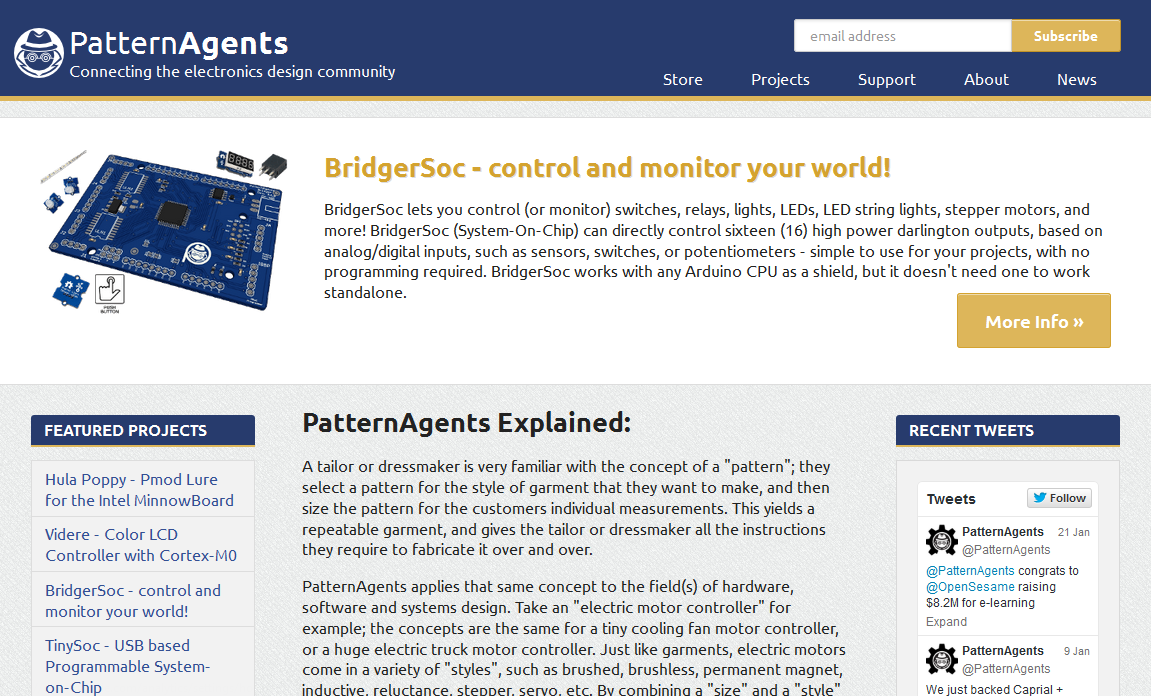 PatternAgents
Connecting the electronics design community
email address
Subscribe
Store
Projects
Support
About
News
BridgerSoc - control and monitor your world!
BridgerSoc lets you control (or monitor) switches, relays, lights, LEDs, LED string lights, stepper motors, and
more! BridgerSoc (System-On-Chip) can directly control sixteen (16) high power darlington outputs, based on
analog/digital inputs, such as sensors, switches, or potentiometers - simple to use for your projects, with no
programming required. BridgerSoc works with any Arduino CPU as a shield, but it doesn't need one to work
standalone.
More Info »
PUSH
BUTTON
FEATURED PROJECTS
Hula Poppy - Pmod Lure
for the Intel MinnowBoard
Videre - Color LCD
Controller with Cortex-M0
BridgerSoc - control and
monitor your world!
TinySoc - USB based
Programmable System-
on-Chip
PatternAgents Explained:
A tailor or dressmaker is very familiar with the concept of a "pattern"; they
select a pattern for the style of garment that they want to make, and then
size the pattern for the customers individual measurements. This yields a
repeatable garment, and gives the tailor or dressmaker all the instructions
they require to fabricate it over and over.
PatternAgents applies that same concept to the field(s) of hardware,
software and systems design. Take an "electric motor controller" for
example; the concepts are the same for a tiny cooling fan motor controller,
or a huge electric truck motor controller. Just like garments, electric motors
come in a variety of "styles", such as brushed, brushless, permanent magnet,
inductive, reluctance, stepper, servo, etc. By combining a "size" and a "style"
RECENT TWEETS
Tweets
Follow
PatternAgents
21 Jan
@PatternAgents
@PatternAgents congrats to
@OpenSesame raising
$8.2M for e-learning
Expand
PatternAgents
9 Jan
@PatternAgents
We just backed Caprial +